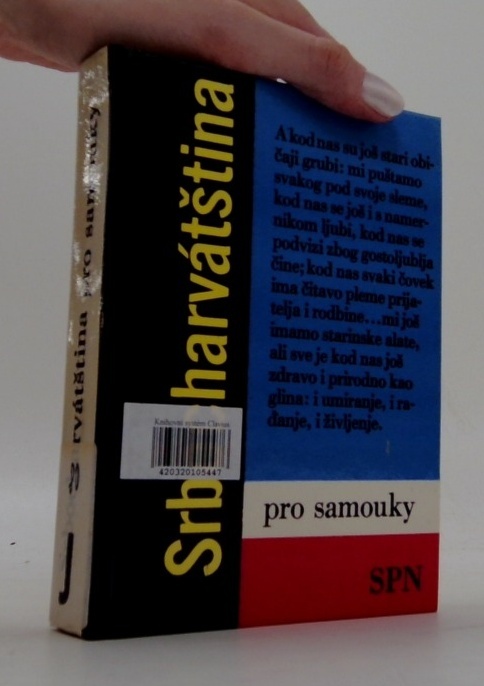 rvátština pro samouky
Srb harvátština
Knihovní systém Clavius
420320105447
A kod nas su još stari obi-
čaji grubi: mi puštamo
svakog pod svoje sleme,
kod nas se još i s namer-
nikom ljubi, kod nas se
podvizi zbog gostoljublja
čine; kod nas svaki čovek
ima čitavo pleme prija-
telja i rodbine...mi još
imamo starinske alate,
ali sve je kod nas još
zdravo i prirodno kao
glina: i umiranje, i ra-
đanje, i življenje.
pro samouky
SPN